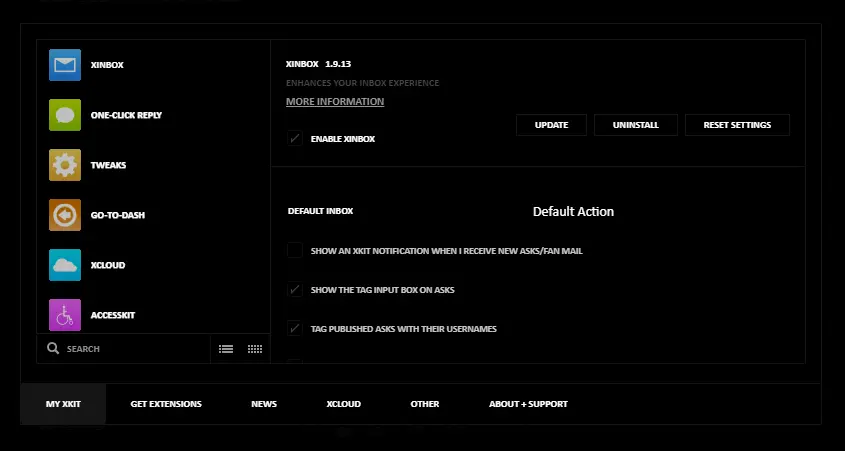 XINBOX
ONE-CLICK REPLY
TWEAKS
GO-TO-DASH
XCLOUD
ACCESSKIT
SEARCH
XINBOX 1.9.13
ENHANCES YOUR INBOX EXPERIENCE
MORE INFORMATION
ENABLE XINBOX
UPDATE
UNINSTALL
RESET SETTINGS
DEFAULT INBOX
Default Action
SHOW AN XKIT NOTIFICATION WHEN I RECEIVE NEW ASKS/FAN MAIL
SHOW THE TAG INPUT BOX ON ASKS
TAG PUBLISHED ASKS WITH THEIR USERNAMES
MY XKIT
GET EXTENSIONS
NEWS
XCLOUD
OTHER
ABOUT + SUPPORT